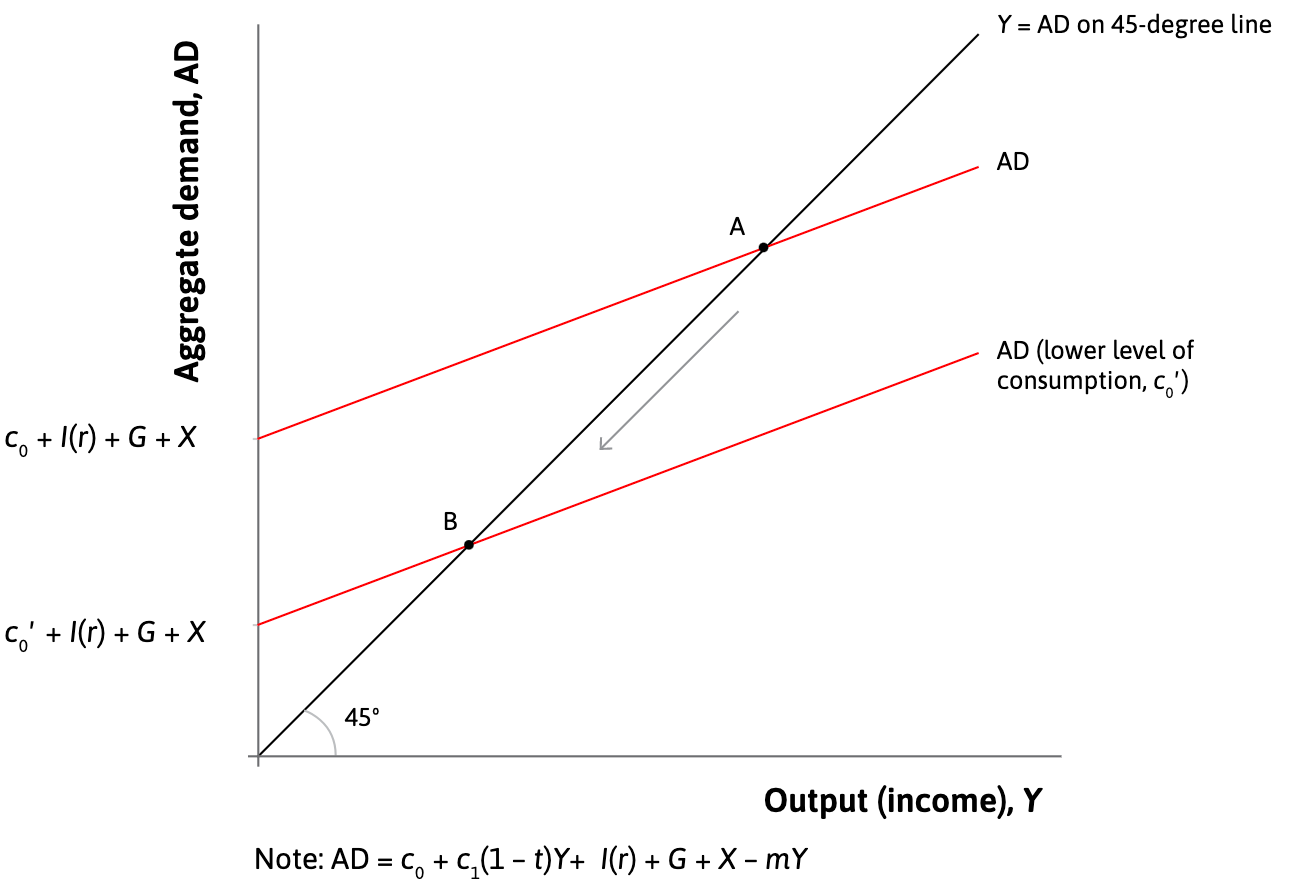 Y = AD on 45-degree line
Aggregate demand, AD
AD
A
AD (lower level of
consumption, c₀')
c₀ + I(r) + G + X
B
c₀' + I(r) + G + X
45°
Output (income), Y
Note: AD = c₀ + c₁(1 – t)Y+ I(r) + G + X – mY